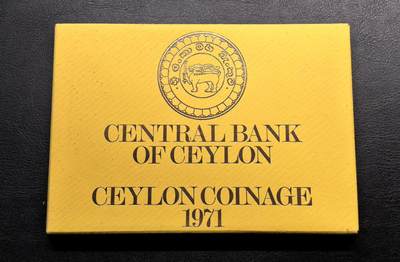 CENTRAL BANK
OF CEYLON
CEYLON COINAGE
1971